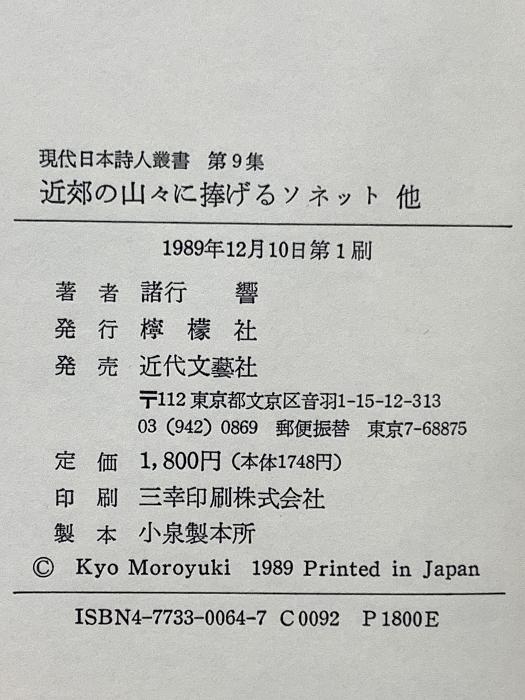 現代日本詩人叢書 第9集
近郊の山々に捧げるソネット 他
1989年12月10日第1刷
著者 諸行 響
発行 檸檬社
発売 近代文藝社
〒112 東京都文京区音羽1-15-12-313
03(942)0869 郵便振替 東京7-68875
定価 1,800円(本体1748円)
印刷 三幸印刷株式会社
製本 小泉製本所
© Kyo Moroyuki 1989 Printed in Japan
ISBN4-7733-0064-7 C0092 P1800E